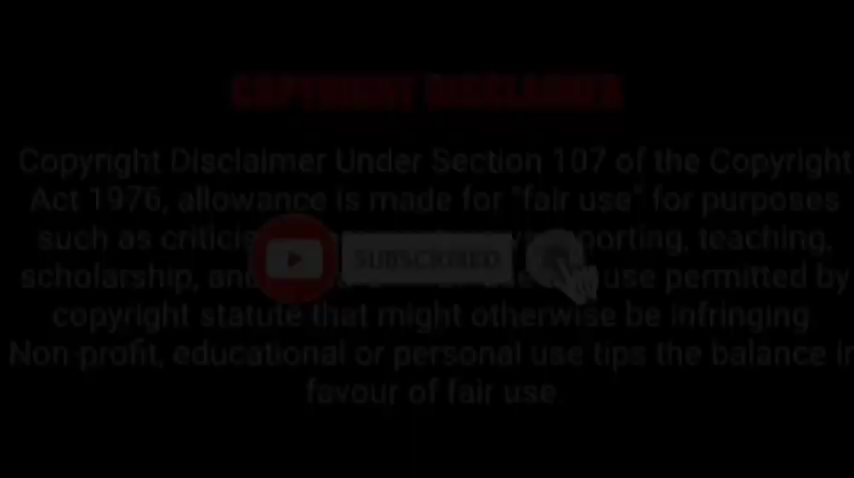 COPYRIGHT DISCLAIMER
Copyright Disclaimer Under Section 107 of the Copyright
Act 1976, allowance is made for "fair use" for purposes
such as porting, teaching,
scholarship, use permitted by
SUBSCRIBED
copyright statute that might otherwise be infringing.
Non-profit, educational or personal use tips the balance in
favour of fair use.